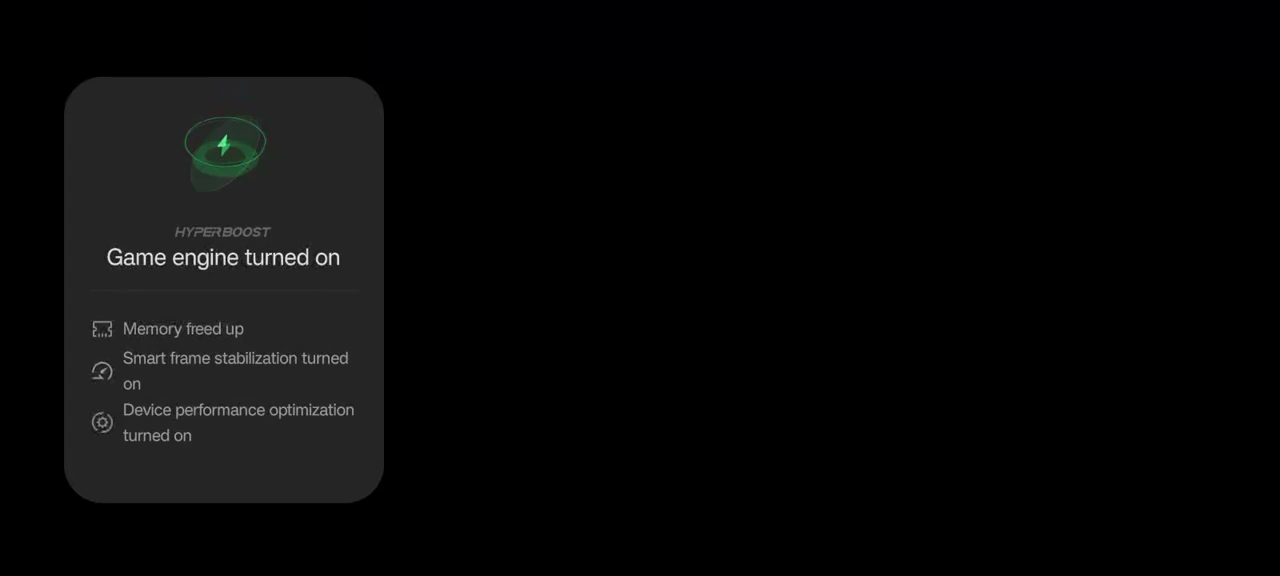 HYPERBOOST
Game engine turned on
Memory freed up
Smart frame stabilization turned
on
Device performance optimization
turned on